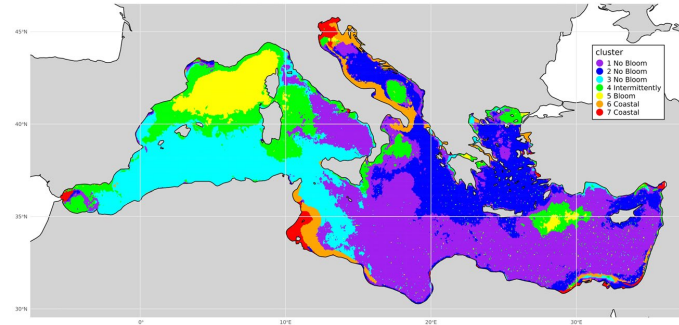 45°N
cluster
1 No Bloom
2 No Bloom
3 No Bloom
4 Intermittently
5 Bloom
6 Coastal
7 Coastal
40°N
35°N
30°N
0°
10°E
20°E
30°E